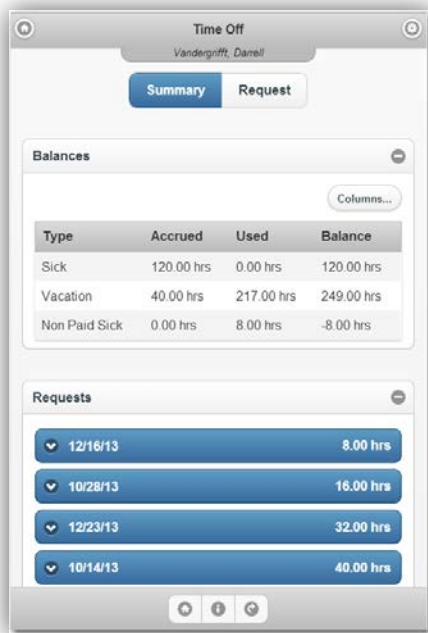 Time Off
Vandergrifft, Darrell
Summary Request
Balances
Columns...
Type Accrued Used Balance
Sick 120.00 hrs 0.00 hrs 120.00 hrs
Vacation 40.00 hrs 217.00 hrs 249.00 hrs
Non Paid Sick 0.00 hrs 8.00 hrs -8.00 hrs
Requests
12/16/13 8.00 hrs
10/28/13 16.00 hrs
12/23/13 32.00 hrs
10/14/13 40.00 hrs